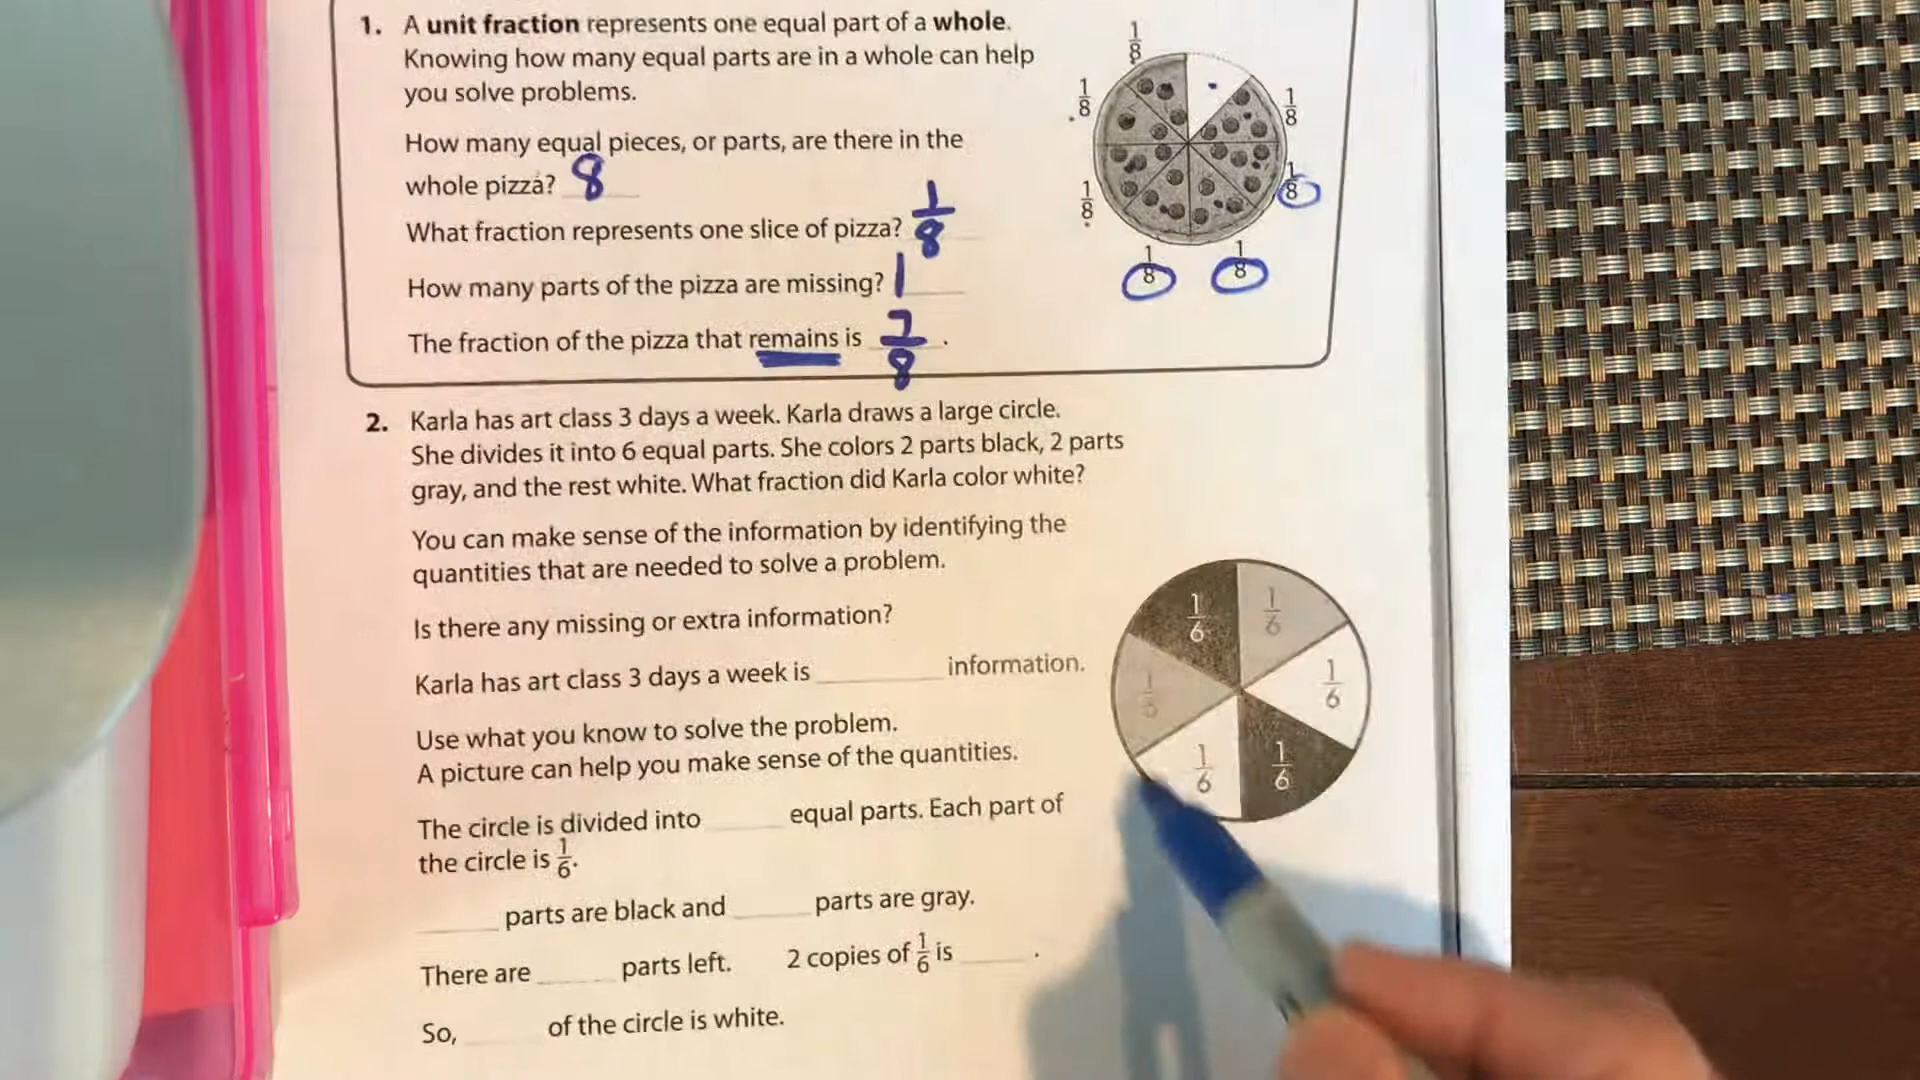 1. A unit fraction represents one equal part of a whole.
Knowing how many equal parts are in a whole can help
you solve problems.
How many equal pieces, or parts, are there in the
whole pizza? 8
What fraction represents one slice of pizza? 1/8
How many parts of the pizza are missing? 1
The fraction of the pizza that remains is 7/8 .
1/8
1/8
1/8
1/8
1/8
1/8
1/8
2. Karla has art class 3 days a week. Karla draws a large circle.
She divides it into 6 equal parts. She colors 2 parts black, 2 parts
gray, and the rest white. What fraction did Karla color white?
You can make sense of the information by identifying the
quantities that are needed to solve a problem.
Is there any missing or extra information?
Karla has art class 3 days a week is ____ information.
Use what you know to solve the problem.
A picture can help you make sense of the quantities.
The circle is divided into ____ equal parts. Each part of
the circle is 1/6.
____ parts are black and ____ parts are gray.
There are ____ parts left. 2 copies of 1/6 is ____ .
So, ____ of the circle is white.
1/6
1/6
1/6
1/6
1/6
1/6